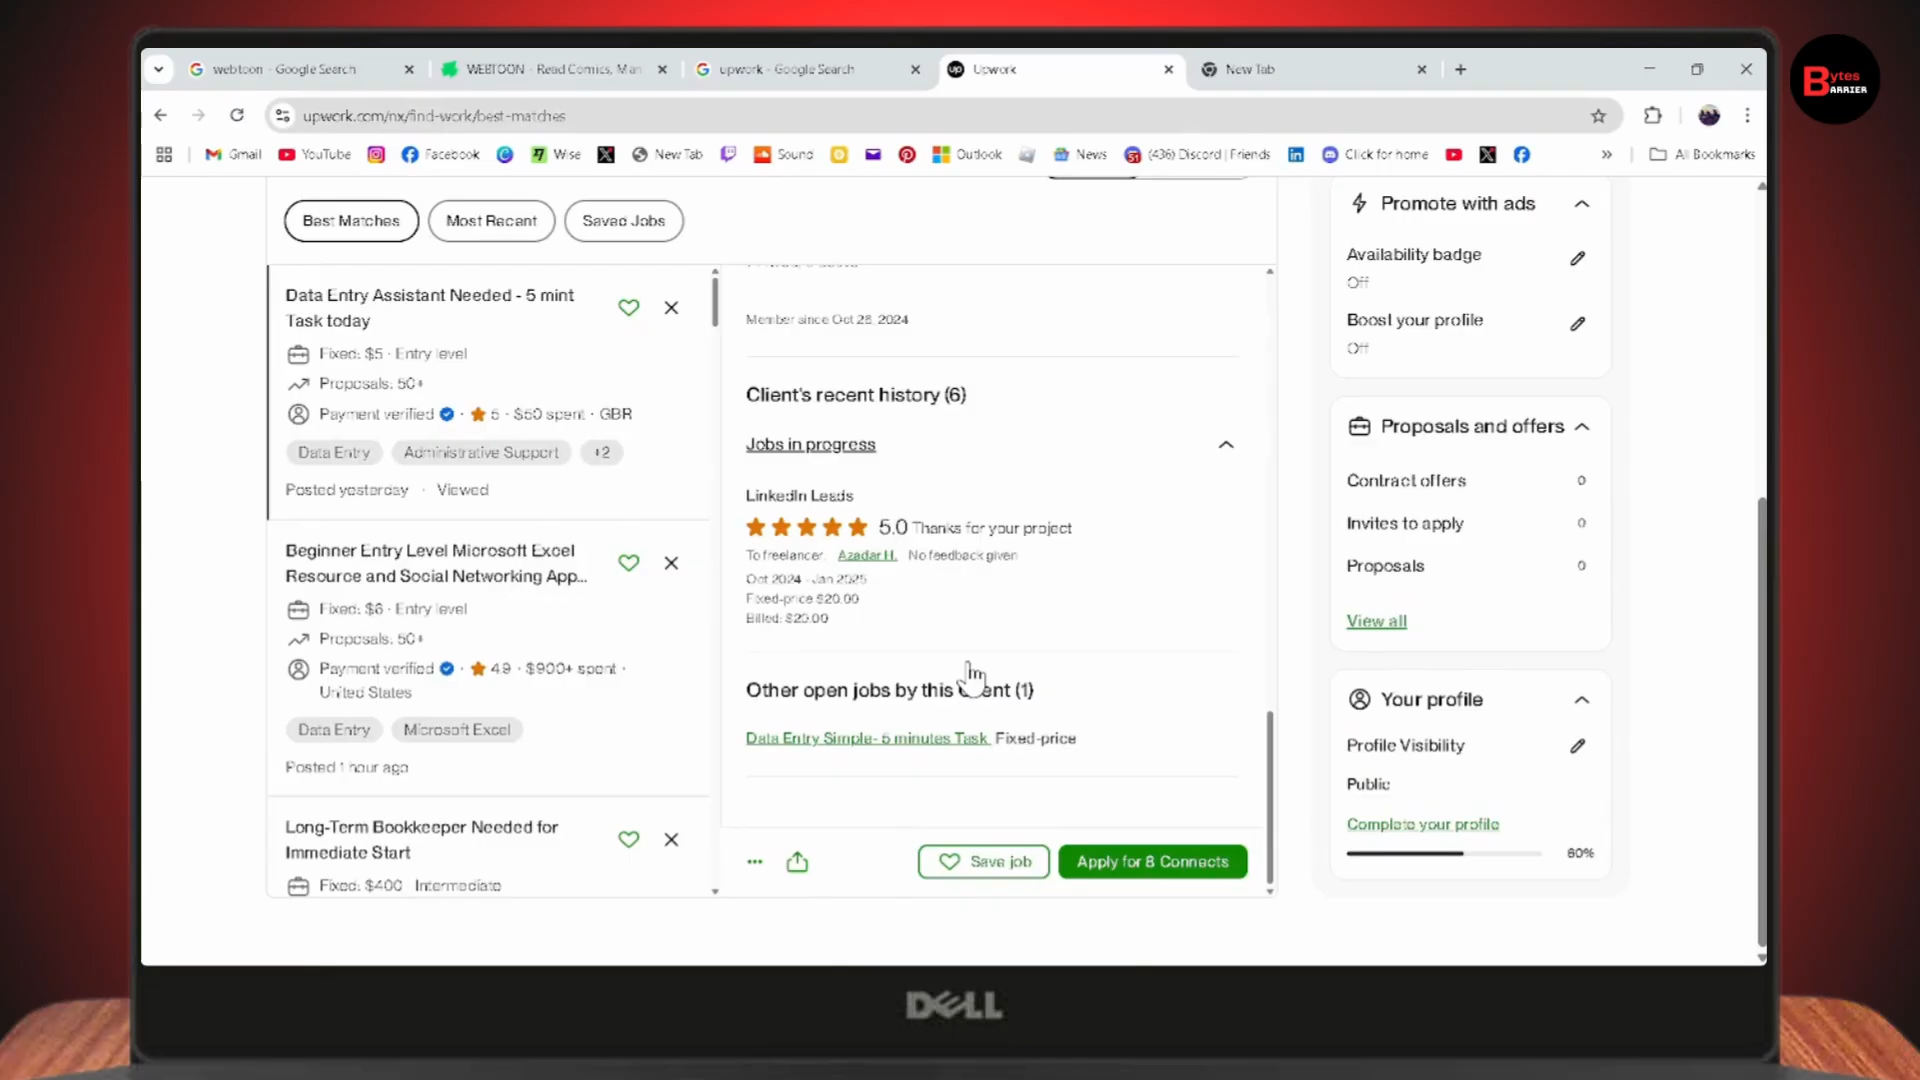 Bytes
BARRIER
webtoon - Google Search
WEBTOON - Read Comics, Man
upwork - Google Search
up
Upwork
New Tab
upwork.com/nx/find-work/best-matches
Gmail
YouTube
Facebook
Wise
New Tab
Sound
Outlook
News
(436) Discord | Friends
Click for home
All Bookmarks
Best Matches
Most Recent
Saved Jobs
Data Entry Assistant Needed - 5 mint
Task today
Fixed: $5 · Entry level
Proposals: 50+
Payment verified · 5 · $50 spent · GBR
Data Entry
Administrative Support
+2
Posted yesterday · Viewed
Beginner Entry Level Microsoft Excel
Resource and Social Networking App...
Fixed: $6 · Entry level
Proposals: 50+
Payment verified · 4.9 · $900+ spent ·
United States
Data Entry
Microsoft Excel
Posted 1 hour ago
Long-Term Bookkeeper Needed for
Immediate Start
Fixed: $400 Intermediate
Member since Oct 28, 2024
Client's recent history (6)
Jobs in progress
LinkedIn Leads
5.0 Thanks for your project
To freelancer: Azadar H. No feedback given
Oct 2024 - Jan 2025
Fixed-price $20.00
Billed: $20.00
Other open jobs by this ent (1)
Data Entry Simple- 5 minutes Task Fixed-price
Save job
Apply for 8 Connects
Promote with ads
Availability badge
Off
Boost your profile
Off
Proposals and offers
Contract offers 0
Invites to apply 0
Proposals 0
View all
Your profile
Profile Visibility
Public
Complete your profile
60%
DELL